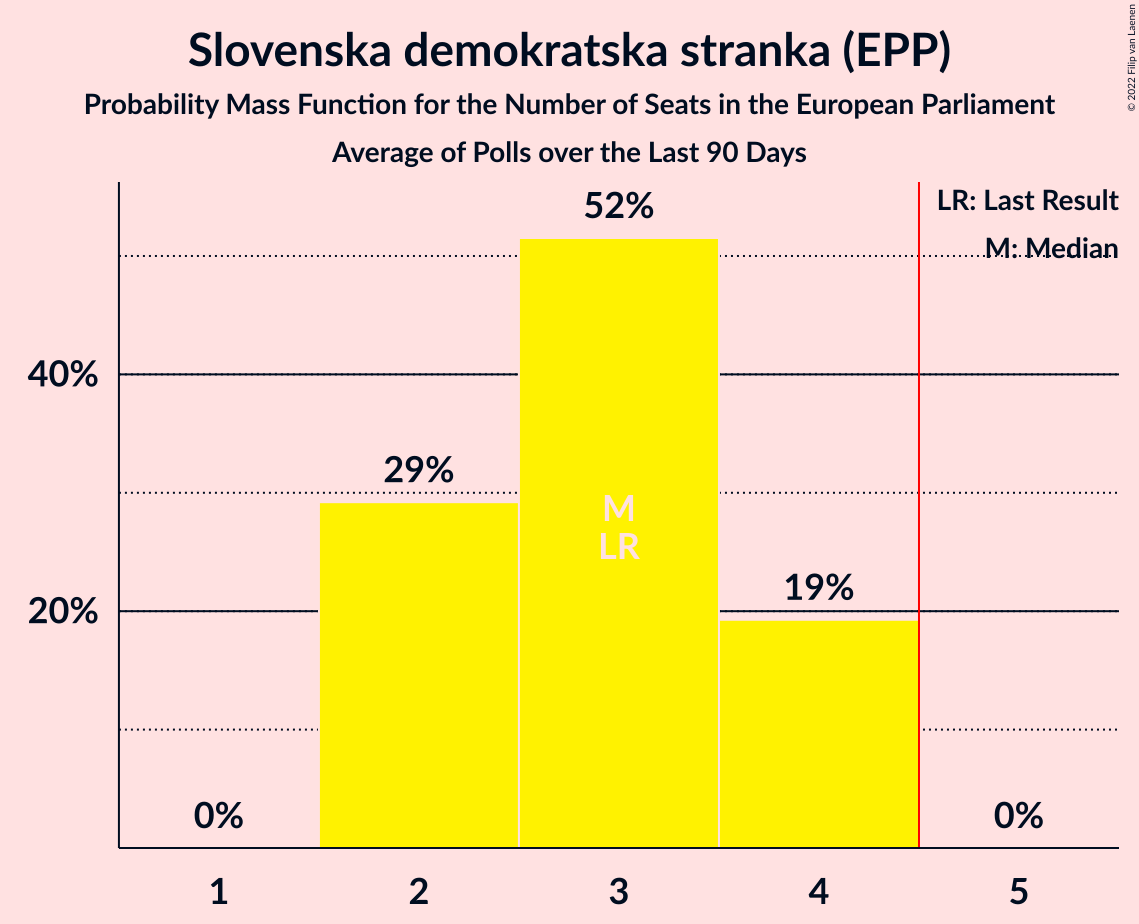 Slovenska demokratska stranka (EPP)
Probability Mass Function for the Number of Seats in the European Parliament
Average of Polls over the Last 90 Days
© 2022 Filip van Laenen
LR: Last Result
M: Median
52%
40%
29%
M
LR
19%
20%
0%
0%
1
2
3
4
5